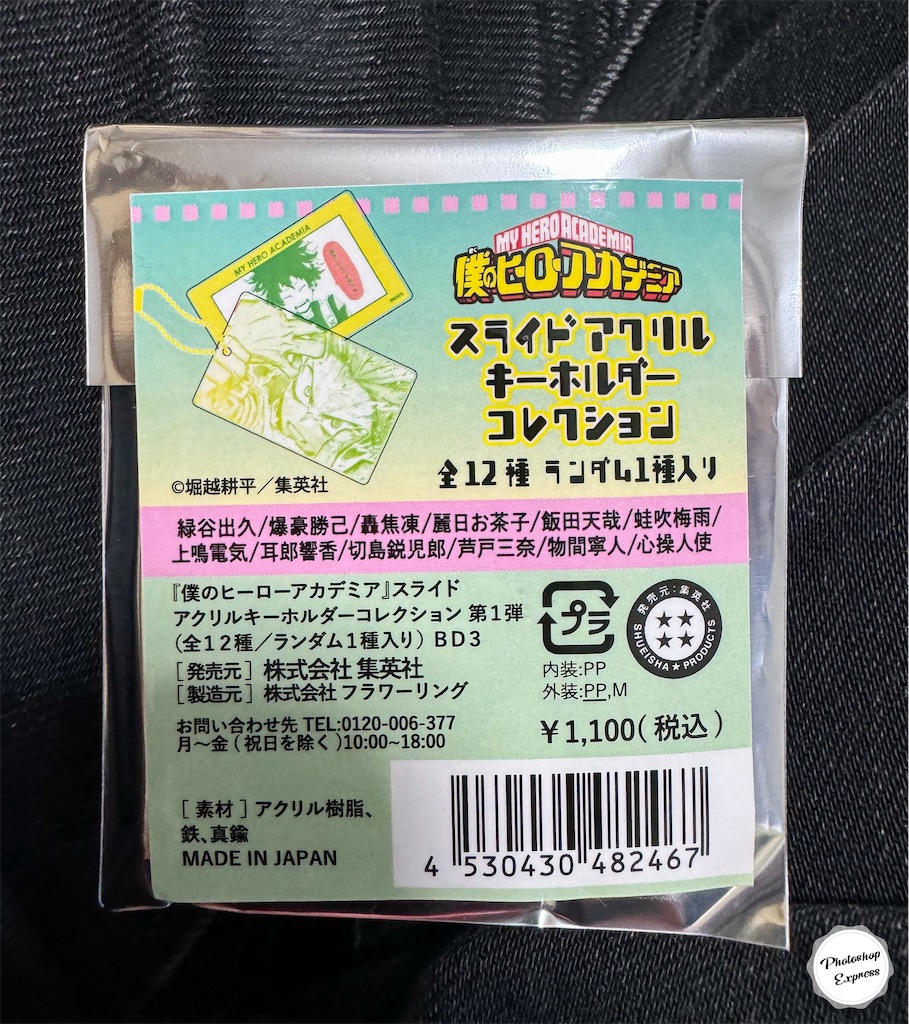 MY HERO ACADEMIA
MY HERO ACADEMIA
僕のヒーローアカデミア
スライドアクリル
キーホルダー
コレクション
全12種 ランダム1種入り
©堀越耕平／集英社
緑谷出久/爆豪勝己/轟焦凍/麗日お茶子/飯田天哉/蛙吹梅雨/
上鳴電気/耳郎響香/切島鋭児郎/芦戸三奈/物間寧人/心操人使
『僕のヒーローアカデミア』スライド
アクリルキーホルダーコレクション 第１弾
（全１２種／ランダム１種入り）ＢＤ３
［発売元］株式会社 集英社
［製造元］株式会社 フラワーリング
お問い合わせ先 TEL:0120-006-377
月～金（祝日を除く）10:00~18:00
プラ
内装:PP
外装:PP,M
発売元：集英社
SHUEISHA★PRODUCTS
￥1,100（税込）
［素材］アクリル樹脂、
鉄、真鍮
MADE IN JAPAN
4 530430 482467
Photoshop
Express